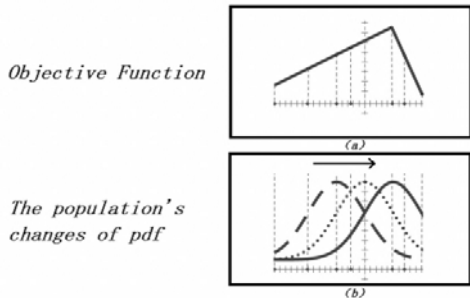 Objective Function
(a)
The population's
changes of pdf
(b)